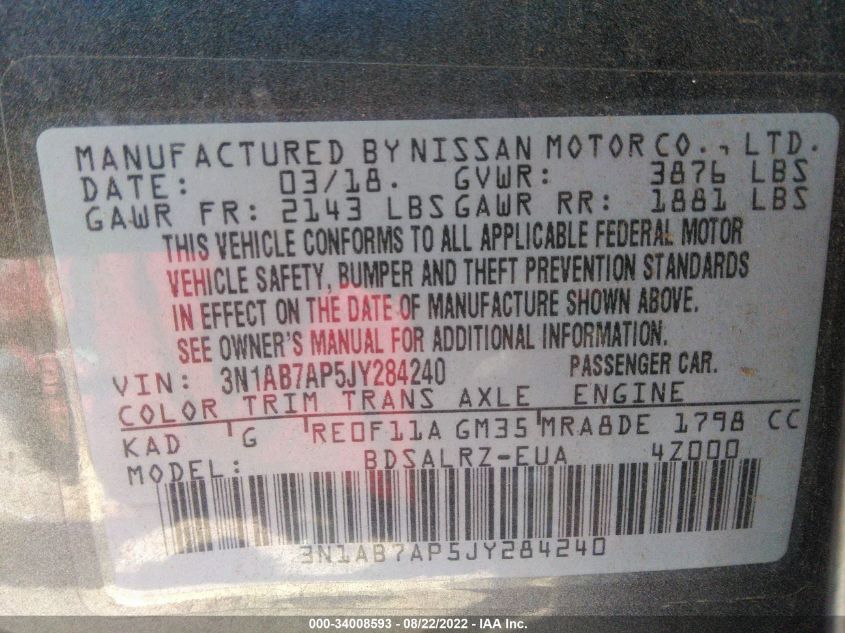 MANUFACTURED BY NISSAN MOTOR CO., LTD.
DATE: 03/18. GVWR: 3876 LBS
GAWR FR: 2143 LBS GAWR RR: 1881 LBS
THIS VEHICLE CONFORMS TO ALL APPLICABLE FEDERAL MOTOR
VEHICLE SAFETY, BUMPER AND THEFT PREVENTION STANDARDS
IN EFFECT ON THE DATE OF MANUFACTURE SHOWN ABOVE.
SEE OWNER'S MANUAL FOR ADDITIONAL INFORMATION.
VIN: 3N1AB7AP5JY284240 PASSENGER CAR.
COLOR TRIM TRANS AXLE ENGINE
KAD G RE0F11A GM35 MRA8DE 1798 CC
MODEL: BDSALRZ-EUA 4Z000
3N1AB7AP5JY284240
000-34008593 - 08/22/2022 - IAA Inc.